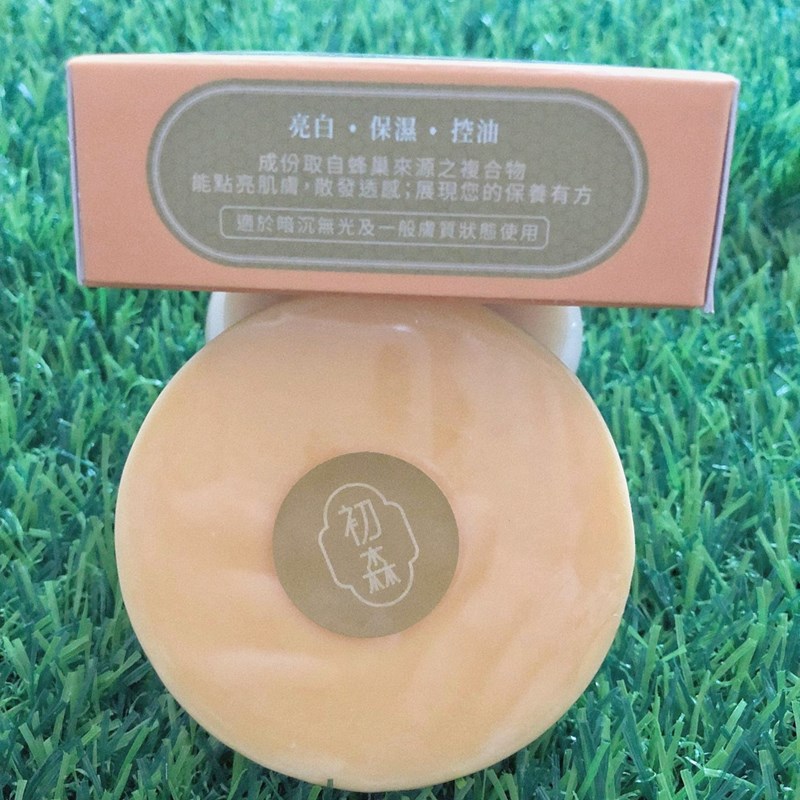 亮白・保濕・控油
成份取自蜂巢來源之複合物
能點亮肌膚，散發透感；展現您的保養有方
適於暗沉無光及一般膚質狀態使用
初
森